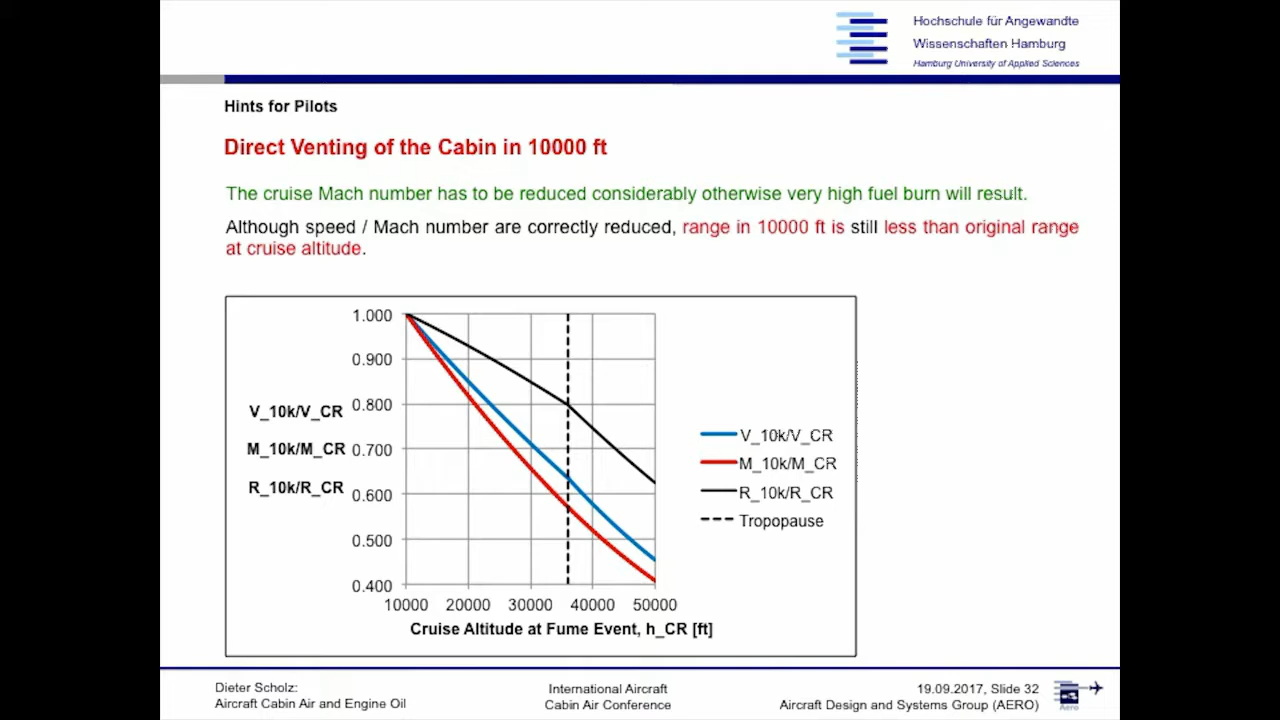 Hochschule für Angewandte
Wissenschaften Hamburg
Hamburg University of Applied Sciences
Hints for Pilots
Direct Venting of the Cabin in 10000 ft
The cruise Mach number has to be reduced considerably otherwise very high fuel burn will result.
Although speed / Mach number are correctly reduced, range in 10000 ft is still less than original range
at cruise altitude.
1.000
0.900
0.800
0.700
0.600
0.500
0.400
V_10k/V_CR
M_10k/M_CR
R_10k/R_CR
V_10k/V_CR
M_10k/M_CR
R_10k/R_CR
Tropopause
10000 20000 30000 40000 50000
Cruise Altitude at Fume Event, h_CR [ft]
Dieter Scholz:
Aircraft Cabin Air and Engine Oil
International Aircraft
Cabin Air Conference
19.09.2017, Slide 32
Aircraft Design and Systems Group (AERO)
Aero